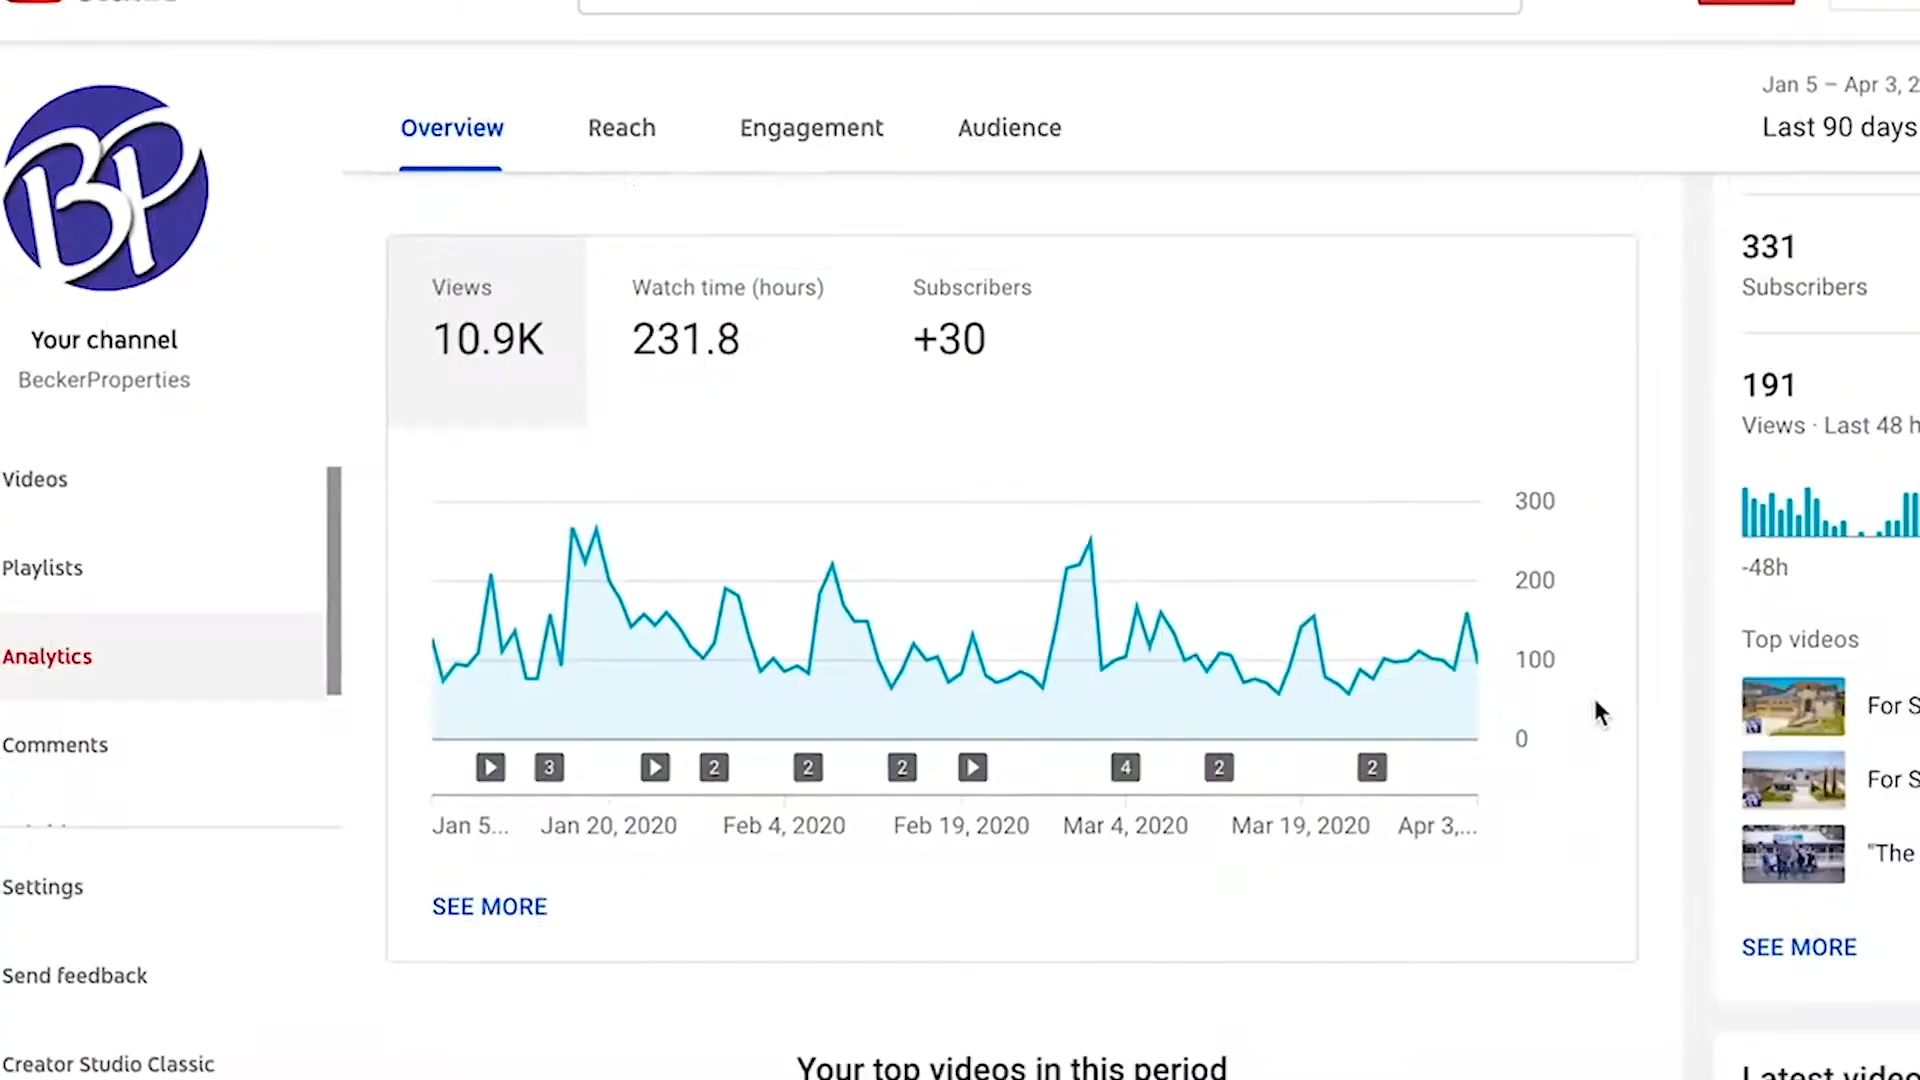 Overview
Reach
Engagement
Audience
Jan 5 – Apr 3, 2
Last 90 days
BP
Your channel
BeckerProperties
Videos
Playlists
Analytics
Comments
Settings
Send feedback
Creator Studio Classic
Views
10.9K
Watch time (hours)
231.8
Subscribers
+30
300
200
100
0
3
2
2
2
4
2
2
Jan 5...
Jan 20, 2020
Feb 4, 2020
Feb 19, 2020
Mar 4, 2020
Mar 19, 2020
Apr 3,...
SEE MORE
Your top videos in this period
331
Subscribers
191
Views · Last 48 h
-48h
Top videos
For S
For S
"The
SEE MORE
Latest video